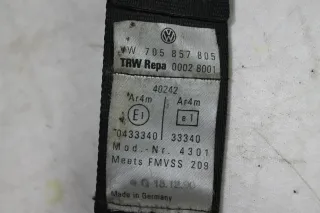 VW 705 857 805
TRW Repa 0002 8001
40242
Ar4m Ar4m
E1 e1
0433340 33340
Mod.-Nr. 4301
Meets FMVSS 209
Made in Germany